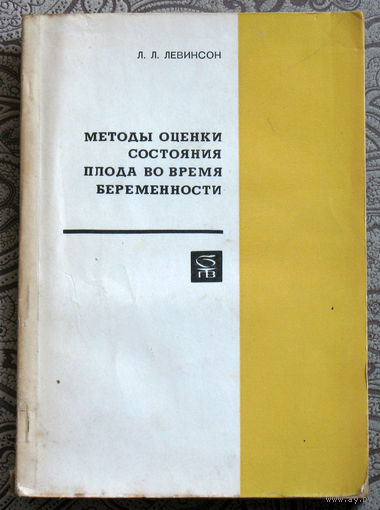 Л. Л. ЛЕВИНСОН
МЕТОДЫ ОЦЕНКИ
СОСТОЯНИЯ
ПЛОДА ВО ВРЕМЯ
БЕРЕМЕННОСТИ